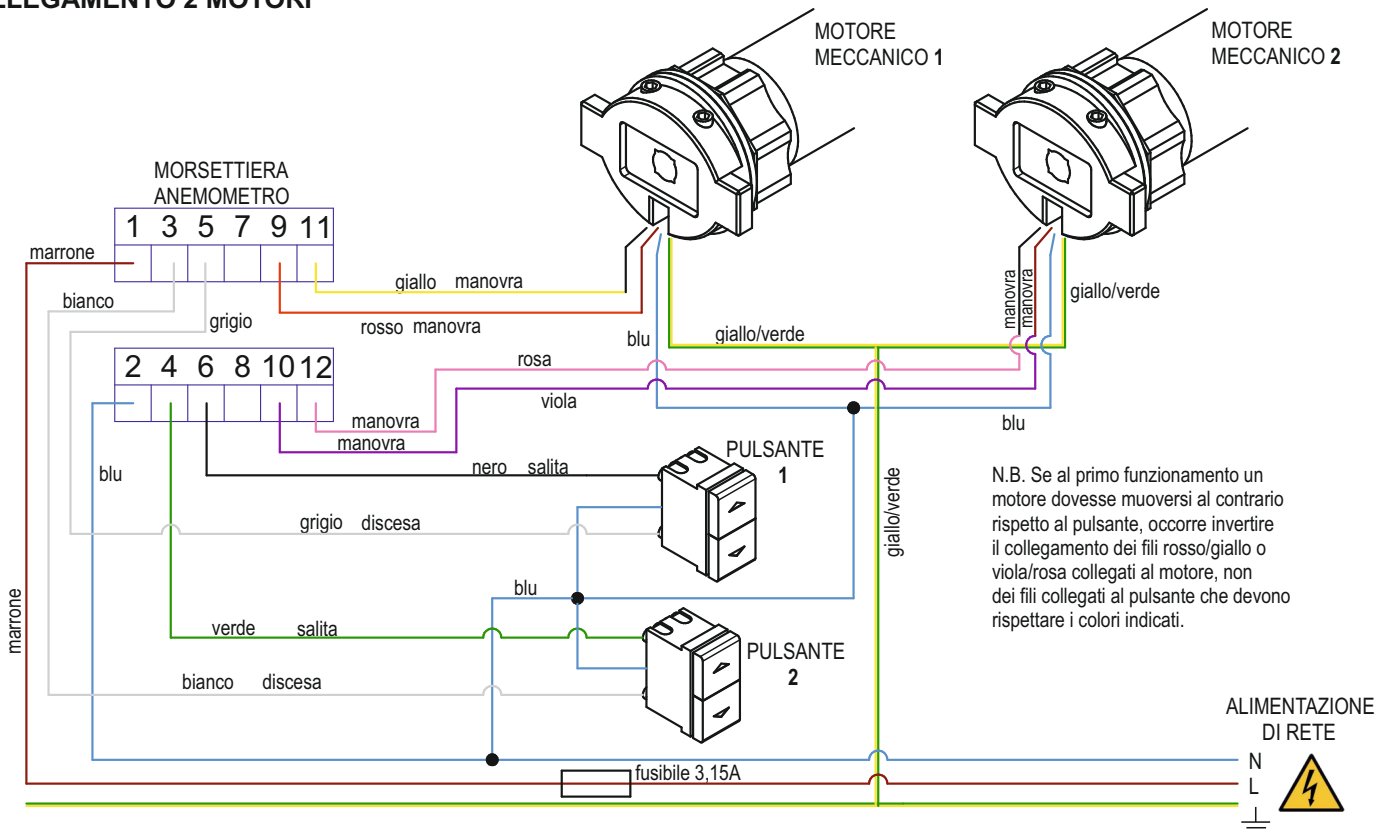 LLEGAMENTO 2 MOTORI
MOTORE
MECCANICO 1
MOTORE
MECCANICO 2
MORSETTIERA
ANEMOMETRO
1 3 5 7 9 11
marrone
bianco
grigio
giallo manovra
rosso manovra
blu
giallo/verde
manovra
manovra
giallo/verde
2 4 6 8 10 12
rosa
viola
manovra
manovra
blu
blu
nero salita
PULSANTE
1
grigio discesa
giallo/verde
N.B. Se al primo funzionamento un
motore dovesse muoversi al contrario
rispetto al pulsante, occorre invertire
il collegamento dei fili rosso/giallo o
viola/rosa collegati al motore, non
dei fili collegati al pulsante che devono
rispettare i colori indicati.
blu
marrone
verde salita
PULSANTE
2
bianco discesa
ALIMENTAZIONE
DI RETE
N
fusibile 3,15A
L